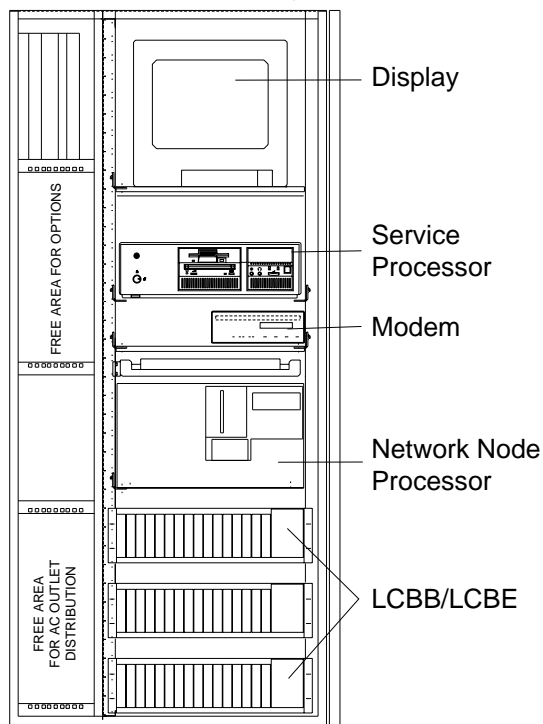 Display
FREE AREA FOR OPTIONS
Service
Processor
Modem
Network Node
Processor
FREE AREA
FOR AC OUTLET
DISTRIBUTION
LCBB/LCBE